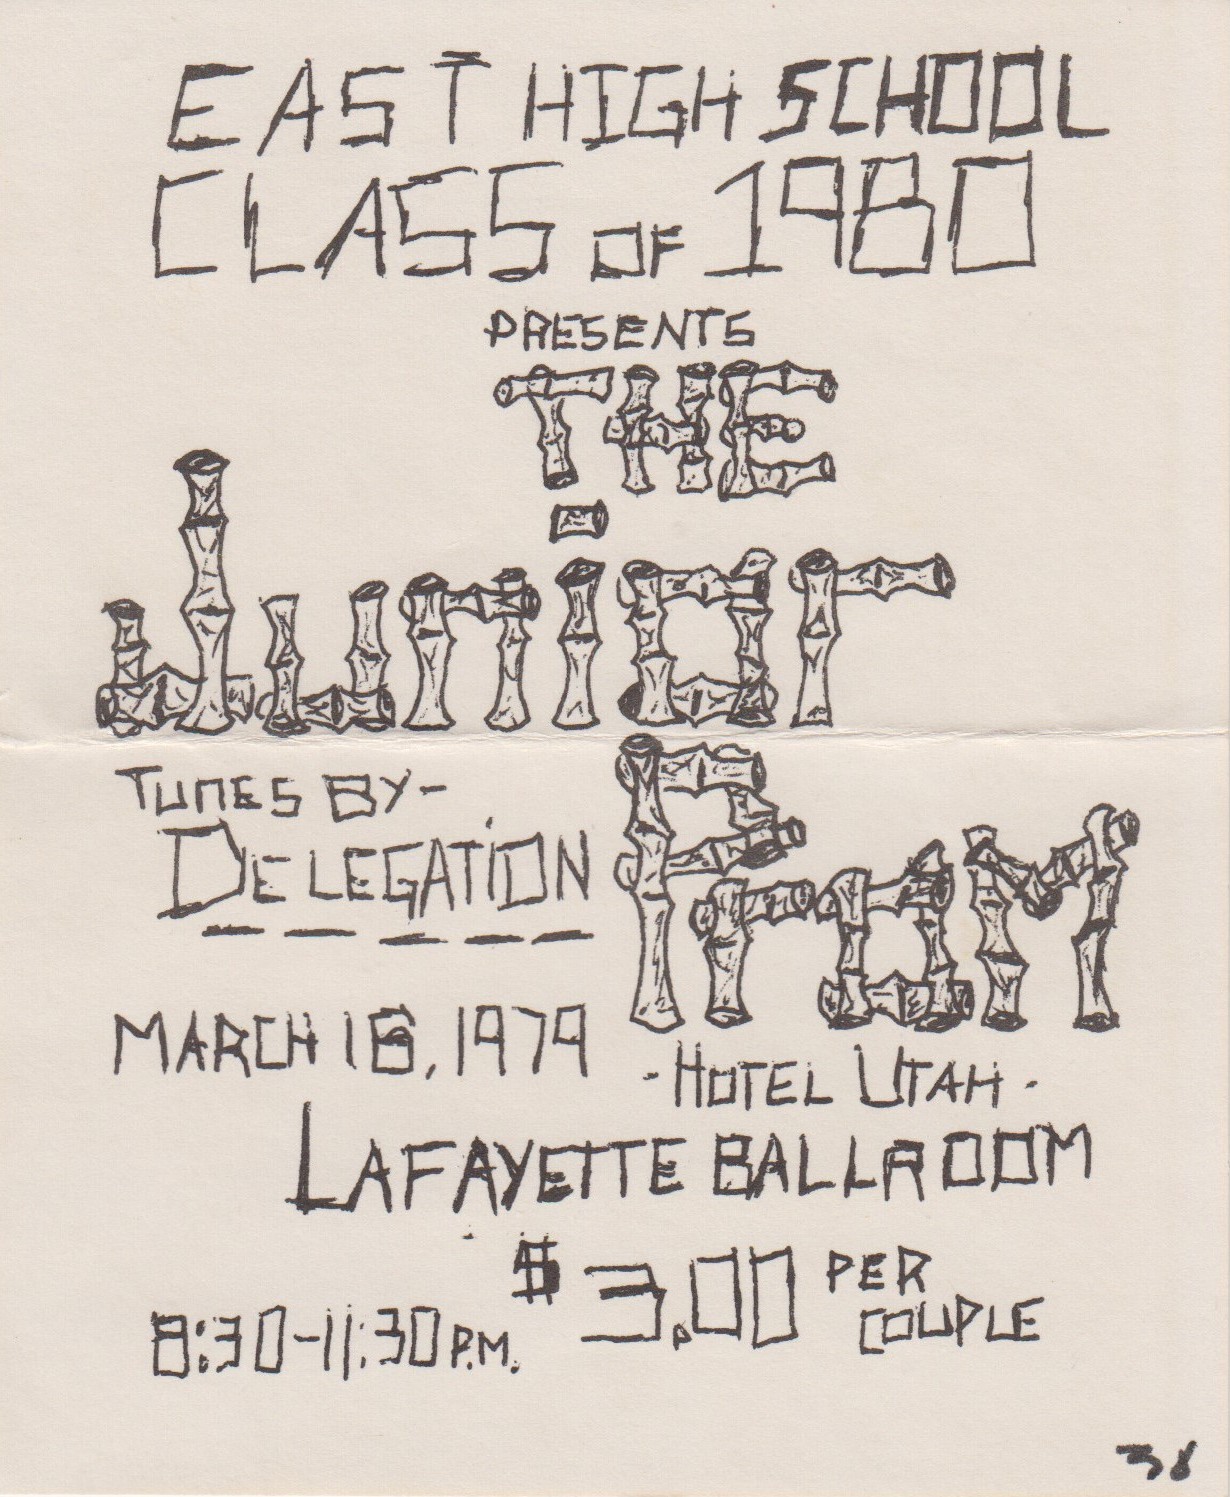 EAST HIGH SCHOOL
CLASS OF 1980
PRESENTS
THE
Junior
Prom
TUNES BY-
DELEGATION
MARCH 16, 1979
- HOTEL UTAH -
LAFAYETTE BALLROOM
$3.00 PER COUPLE
8:30-11:30 P.M.